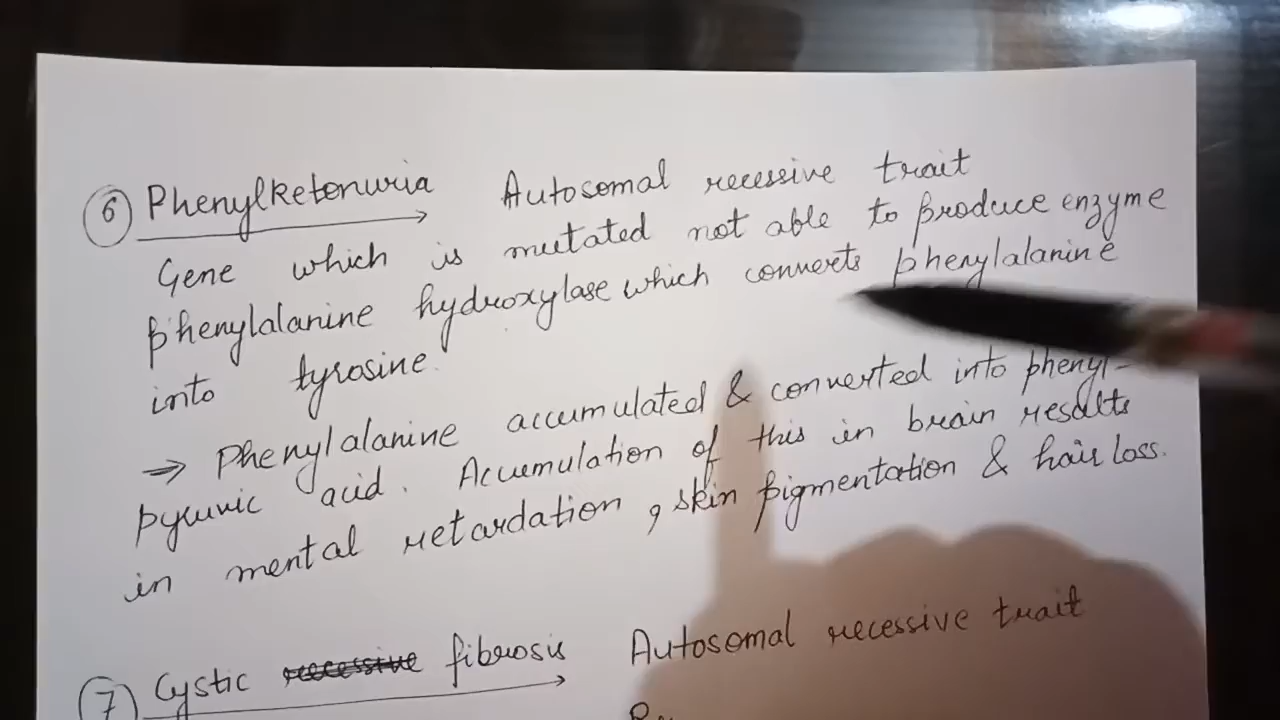 6 Phenylketonuria Autosomal recessive trait
Gene which is mutated not able to produce enzyme
phenylalanine hydroxylase which converts phenylalanine
into tyrosine.
⇒ Phenylalanine accumulated & converted into phenyl-
pyruvic acid. Accumulation of this in brain results
in mental retardation, skin pigmentation & hair loss.
7 Cystic fibrosis Autosomal recessive trait